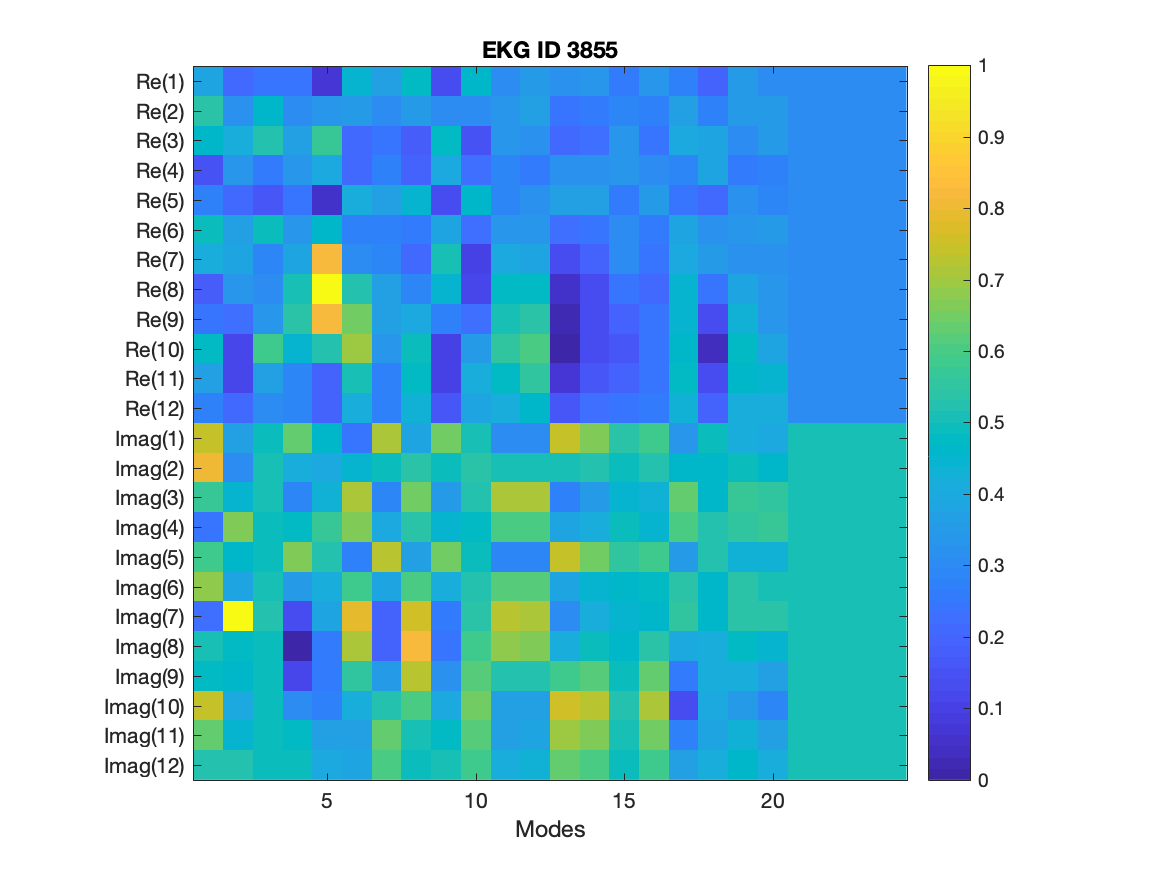 EKG ID 3855
Re(1)
Re(2)
Re(3)
Re(4)
Re(5)
Re(6)
Re(7)
Re(8)
Re(9)
Re(10)
Re(11)
Re(12)
Imag(1)
Imag(2)
Imag(3)
Imag(4)
Imag(5)
Imag(6)
Imag(7)
Imag(8)
Imag(9)
Imag(10)
Imag(11)
Imag(12)
5 10 15 20
Modes
1
0.9
0.8
0.7
0.6
0.5
0.4
0.3
0.2
0.1
0